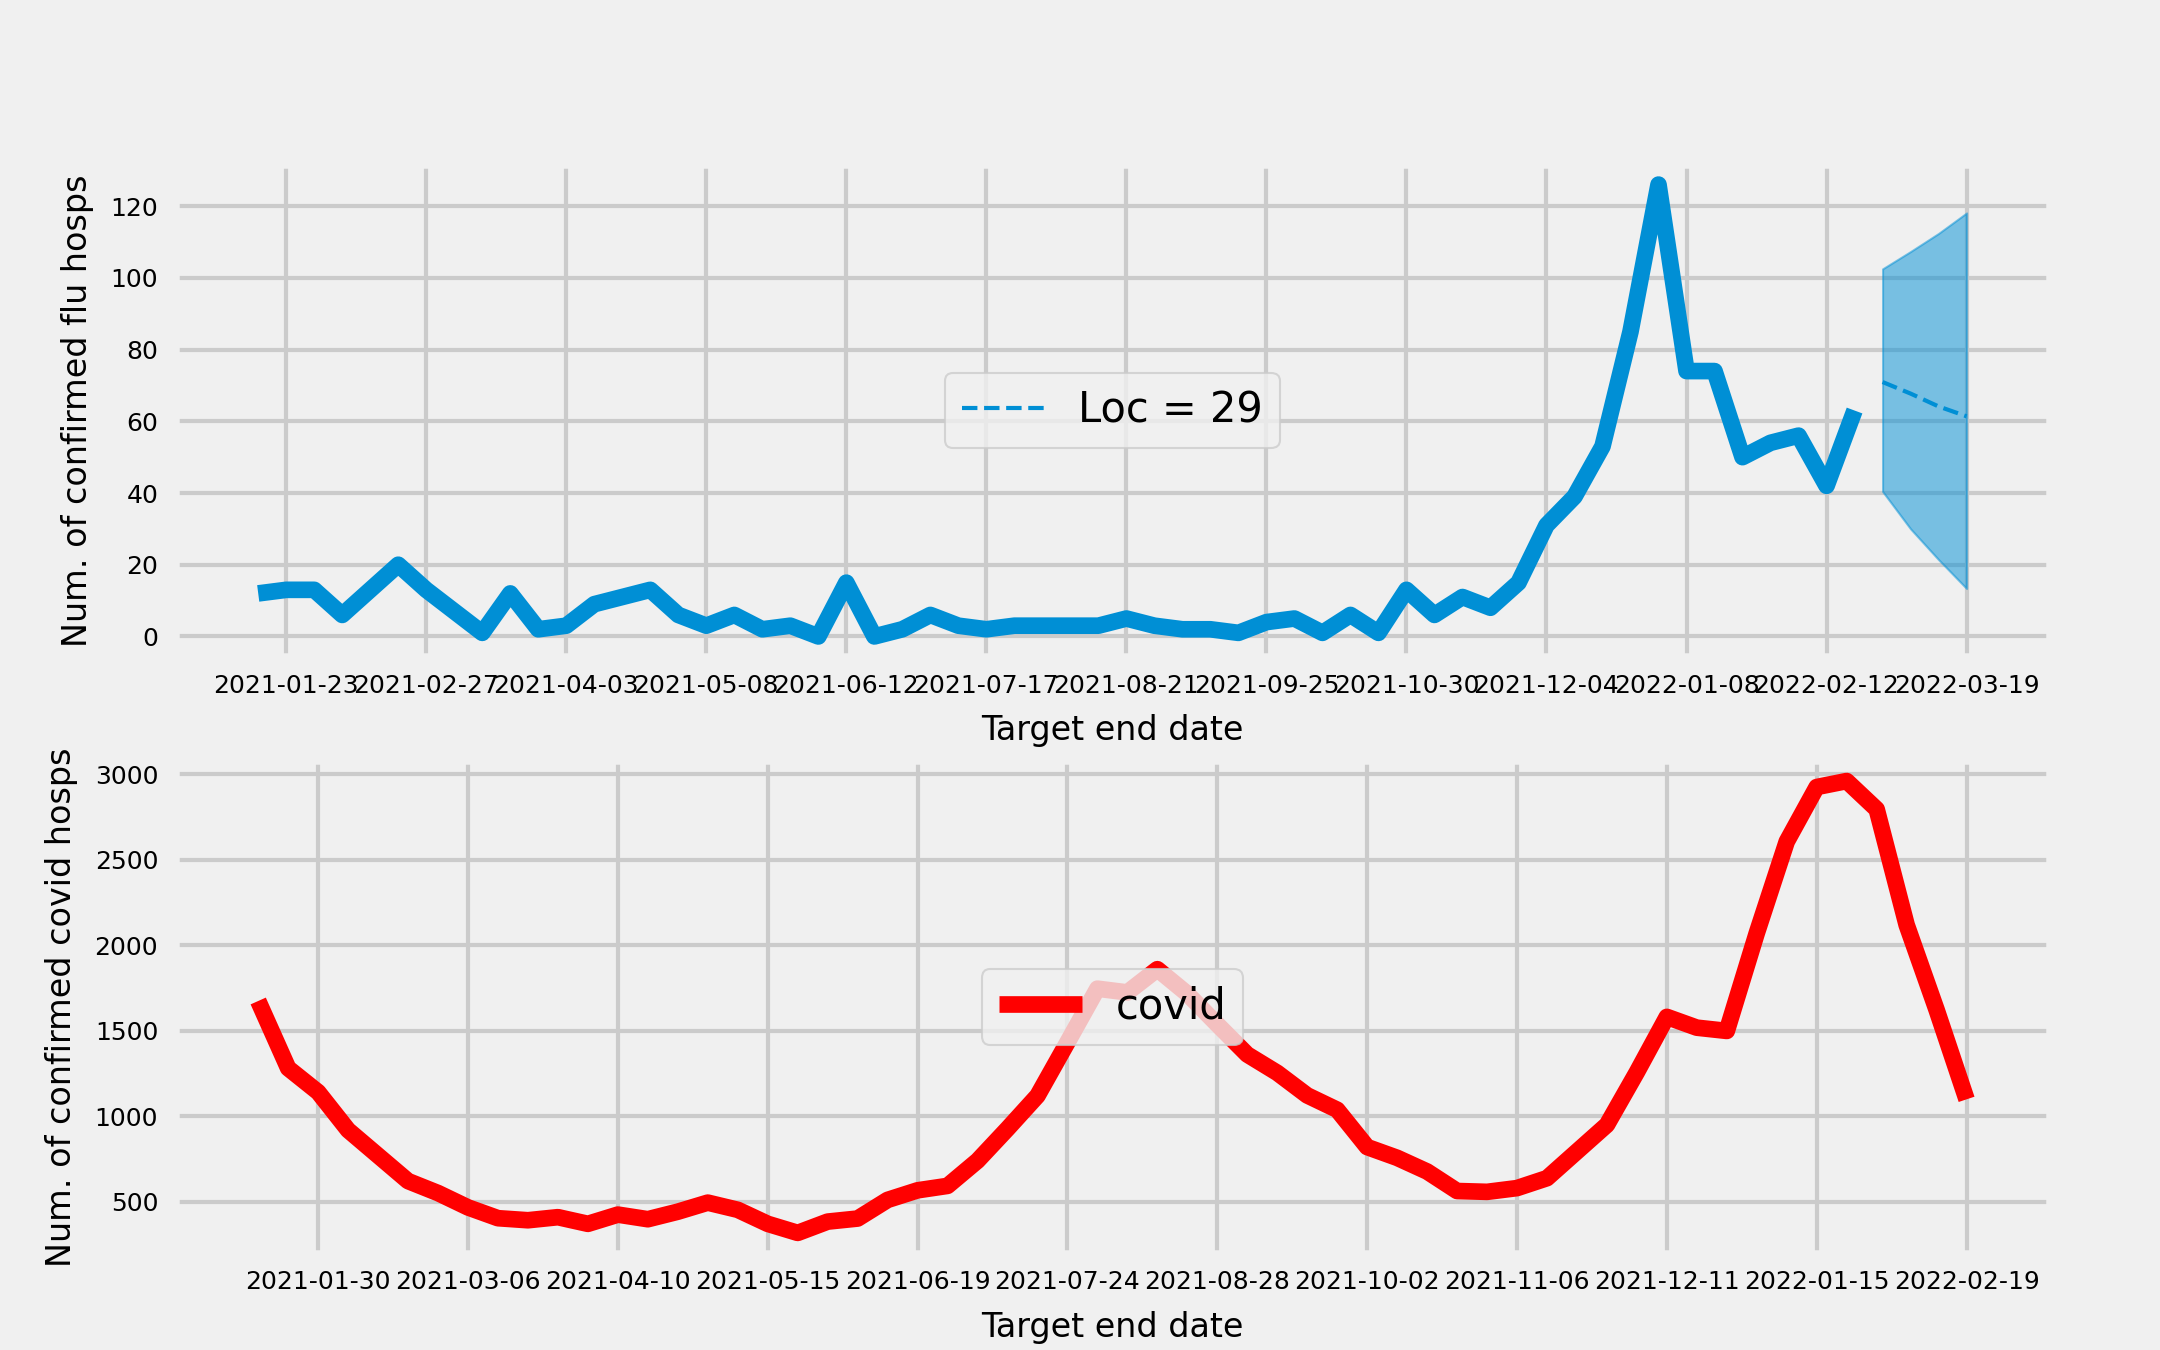 Num. of confirmed flu hosps
120
100
80
60
40
20
0
Loc = 29
2021-01-23 2021-02-27 2021-04-03 2021-05-08 2021-06-12 2021-07-17 2021-08-21 2021-09-25 2021-10-30 2021-12-04 2022-01-08 2022-02-12 2022-03-19
Target end date
Num. of confirmed covid hosps
3000
2500
2000
1500
1000
500
covid
2021-01-30 2021-03-06 2021-04-10 2021-05-15 2021-06-19 2021-07-24 2021-08-28 2021-10-02 2021-11-06 2021-12-11 2022-01-15 2022-02-19
Target end date